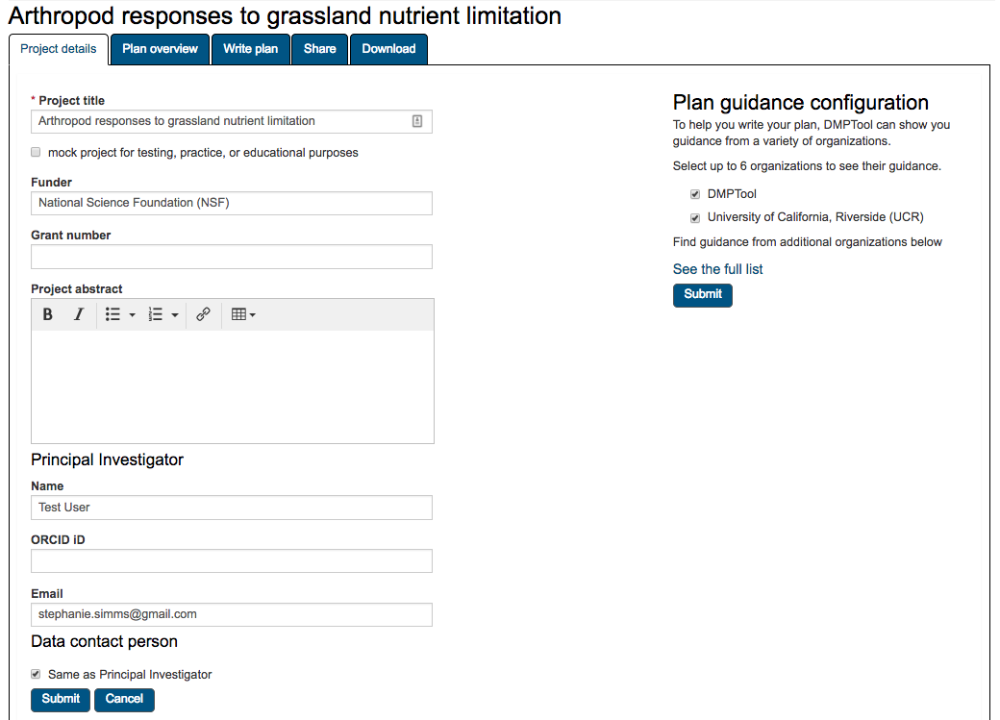 Arthropod responses to grassland nutrient limitation
Project details
Plan overview
Write plan
Share
Download
* Project title
Arthropod responses to grassland nutrient limitation
mock project for testing, practice, or educational purposes
Funder
National Science Foundation (NSF)
Grant number
Project abstract
B I
Principal Investigator
Name
Test User
ORCID iD
Email
stephanie.simms@gmail.com
Data contact person
Same as Principal Investigator
Submit
Cancel
Plan guidance configuration
To help you write your plan, DMPTool can show you
guidance from a variety of organizations.
Select up to 6 organizations to see their guidance.
DMPTool
University of California, Riverside (UCR)
Find guidance from additional organizations below
See the full list
Submit